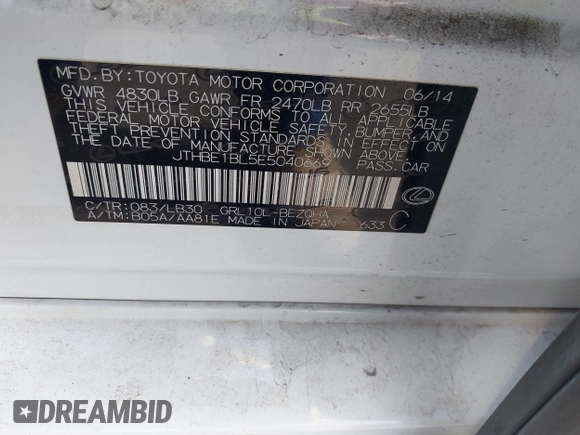 MFD. BY: TOYOTA MOTOR CORPORATION 06/14
GVWR 4830LB GAWR FR 2470LB RR 2655LB
THIS VEHICLE CONFORMS TO ALL APPLICABLE
FEDERAL MOTOR VEHICLE SAFETY, BUMPER, AND
THEFT PREVENTION STANDARDS IN EFFECT ON
THE DATE OF MANUFACTURE SHOWN ABOVE.
JTHBE1BL5E5040669 PASS. CAR
C/TR: 083/LB30 GRL10L-BEZQHA
A/TM: B05A/AA81E MADE IN JAPAN 633 C
DREAMBID